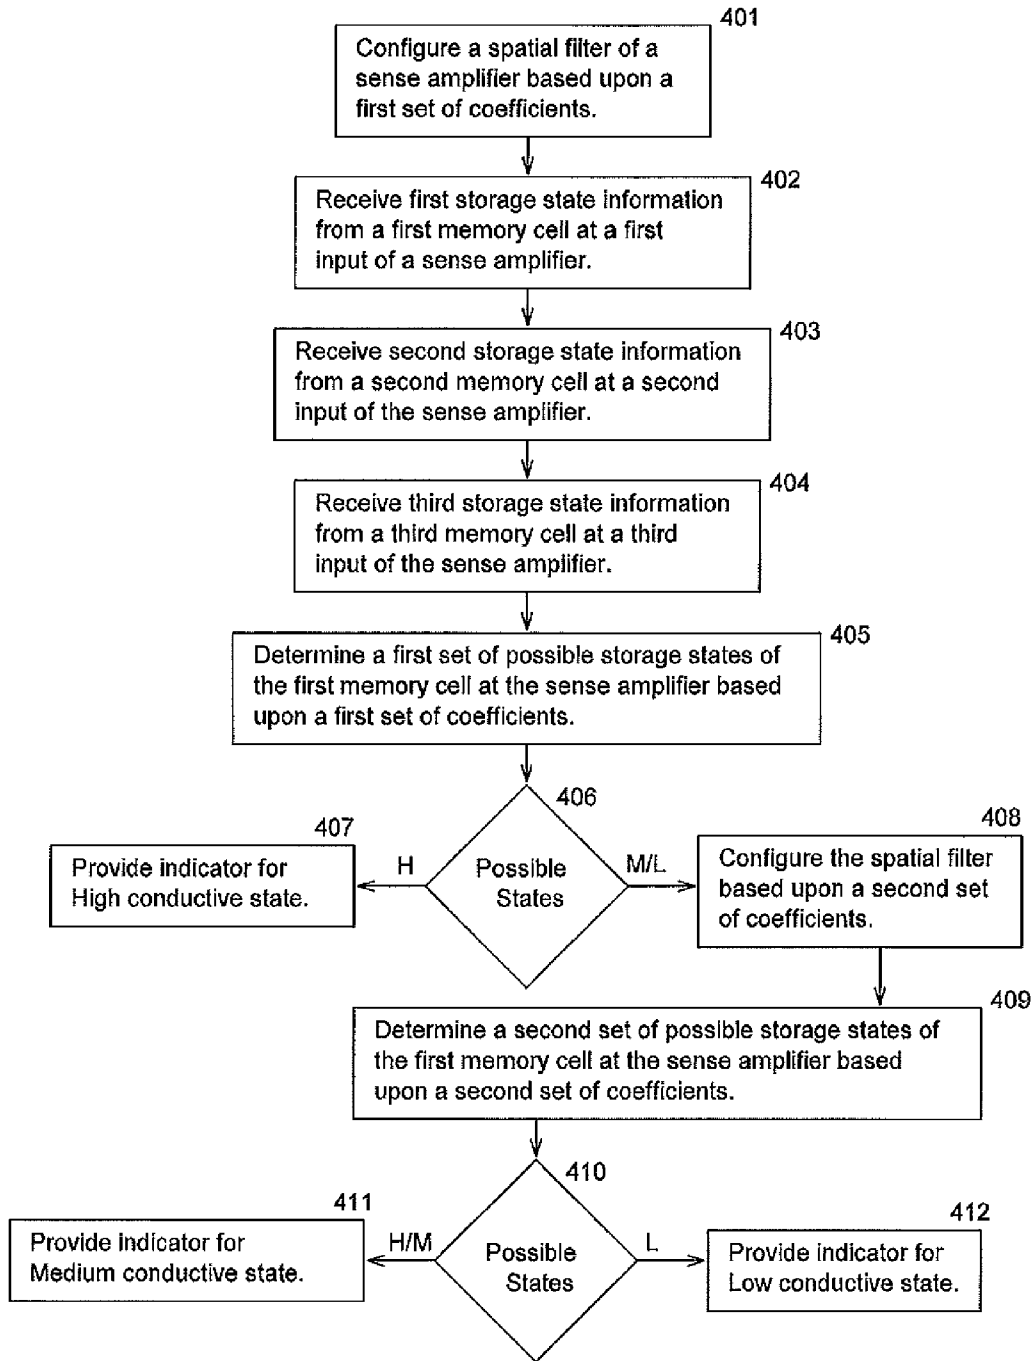 401
Configure a spatial filter of a
sense amplifier based upon a
first set of coefficients.
402
Receive first storage state information
from a first memory cell at a first
input of a sense amplifier.
403
Receive second storage state information
from a second memory cell at a second
input of the sense amplifier.
404
Receive third storage state information
from a third memory cell at a third
input of the sense amplifier.
405
Determine a first set of possible storage states of
the first memory cell at the sense amplifier based
upon a first set of coefficients.
406
Possible
States
H
M/L
407
Provide indicator for
High conductive state.
408
Configure the spatial filter
based upon a second set
of coefficients.
409
Determine a second set of possible storage states of
the first memory cell at the sense amplifier based
upon a second set of coefficients.
410
Possible
States
H/M
L
411
Provide indicator for
Medium conductive state.
412
Provide indicator for
Low conductive state.